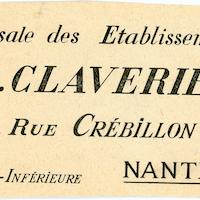 sale des Etablissem
. CLAVERIE
Rue Crébillon
-Inférieure NANT